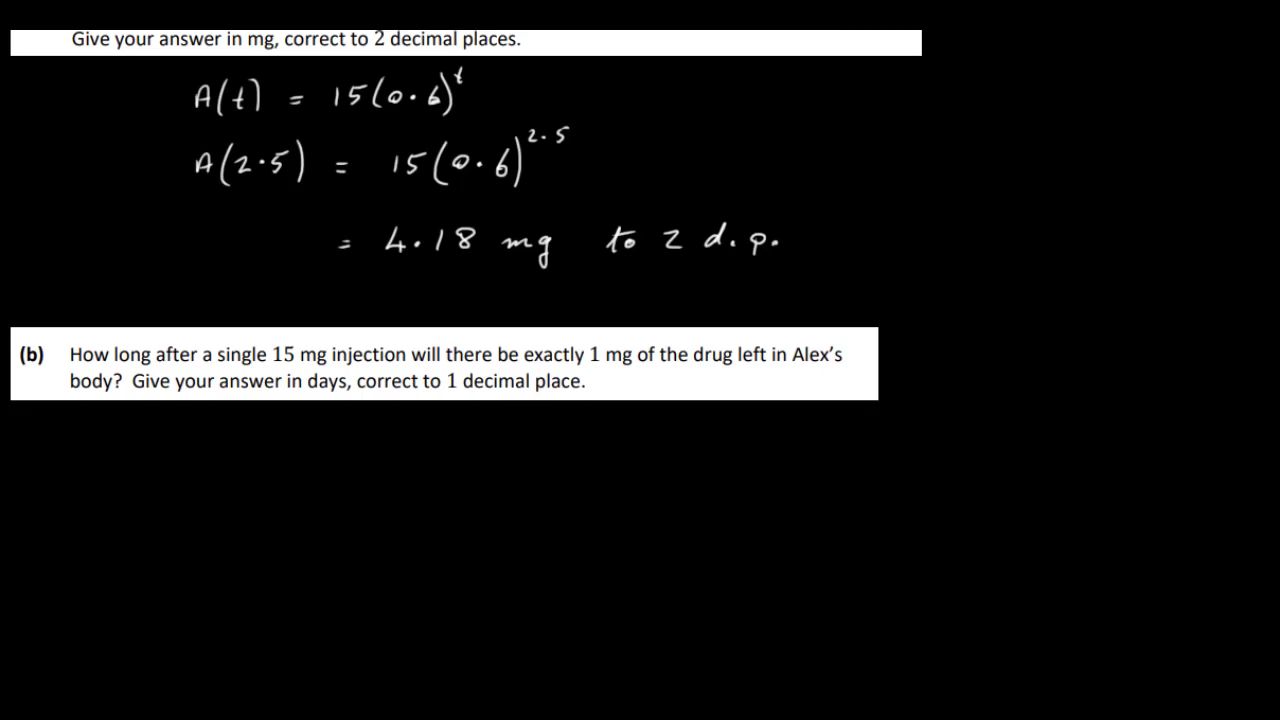 Give your answer in mg, correct to 2 decimal places.
A(t) = 15(0.6)^t
A(2.5) = 15(0.6)^2.5
= 4.18 mg to 2 d.p.
(b) How long after a single 15 mg injection will there be exactly 1 mg of the drug left in Alex’s
body? Give your answer in days, correct to 1 decimal place.